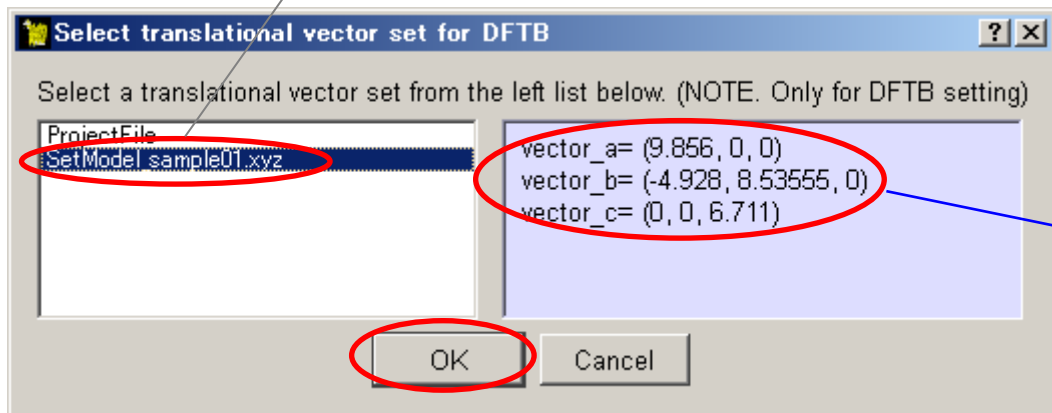 Select translational vector set for DFTB
Select a translational vector set from the left list below. (NOTE. Only for DFTB setting)
ProjectFile
SetModel_sample01.xyz
vector_a= (9.856, 0, 0)
vector_b= (-4.928, 8.53555, 0)
vector_c= (0, 0, 6.711)
OK
Cancel